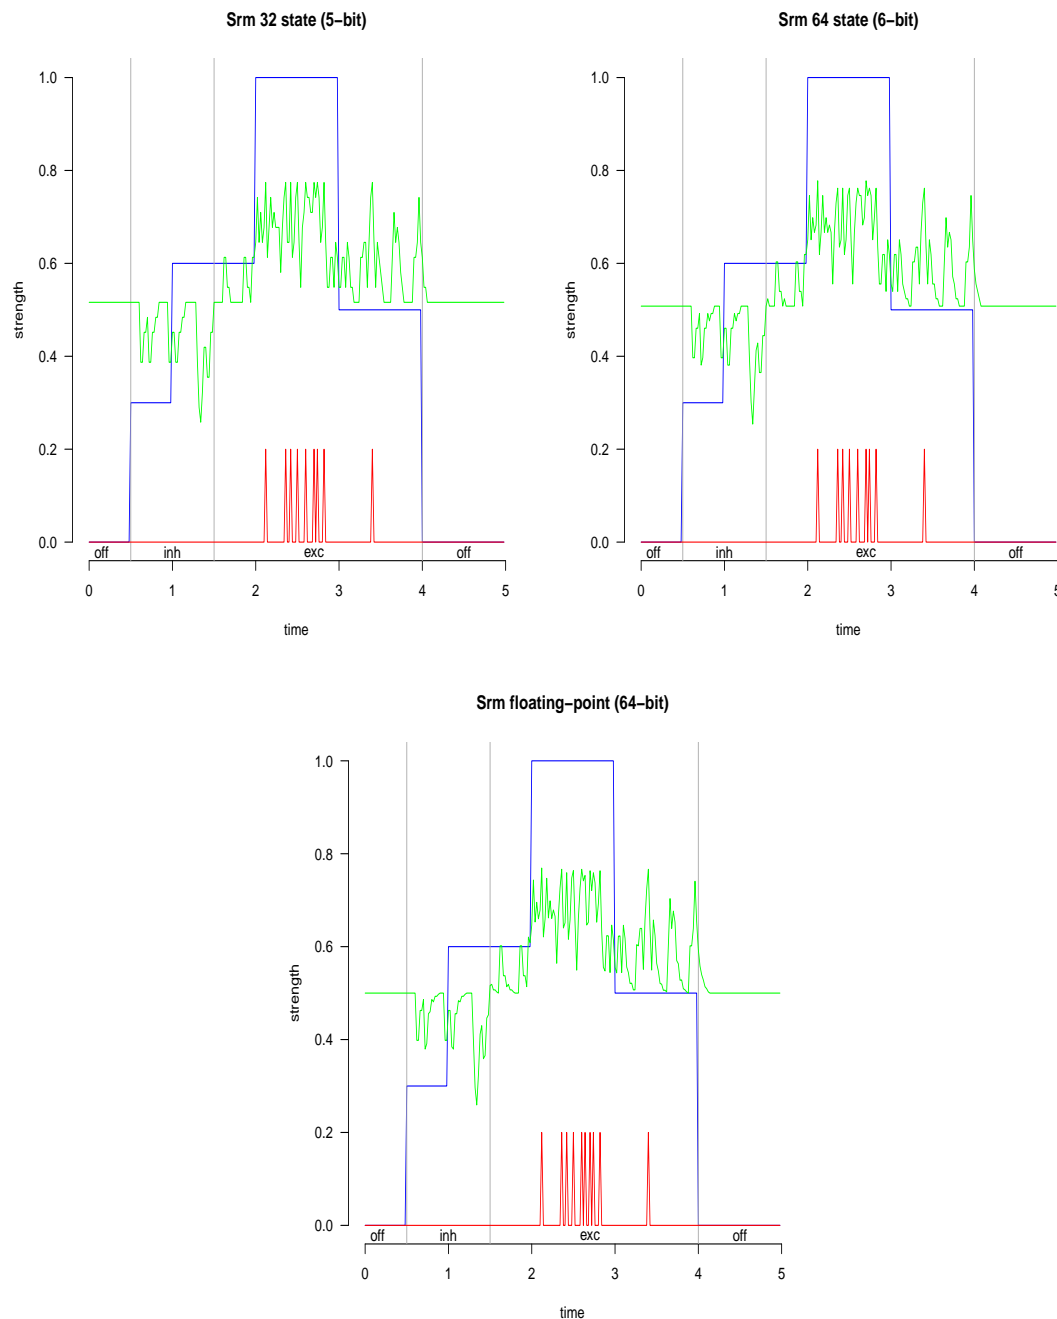 Srm 32 state (5−bit)
1.0
0.8
0.6
0.4
0.2
0.0
strength
off inh exc off
0 1 2 3 4 5
time
Srm 64 state (6−bit)
1.0
0.8
0.6
0.4
0.2
0.0
strength
off inh exc off
0 1 2 3 4 5
time
Srm floating−point (64−bit)
1.0
0.8
0.6
0.4
0.2
0.0
strength
off inh exc off
0 1 2 3 4 5
time